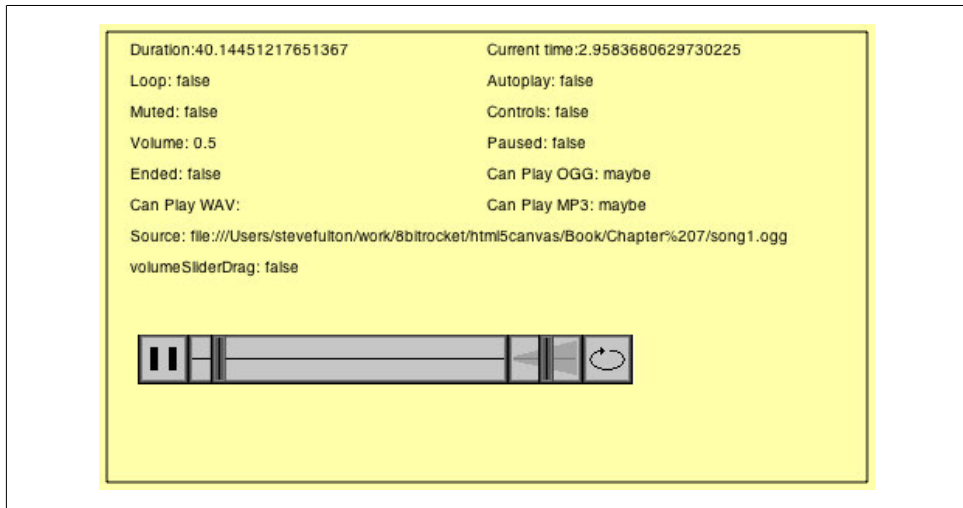 Duration:40.14451217651367 Current time:2.9583680629730225
Loop: false Autoplay: false
Muted: false Controls: false
Volume: 0.5 Paused: false
Ended: false Can Play OGG: maybe
Can Play WAV: Can Play MP3: maybe
Source: file:///Users/stevefulton/work/8bitrocket/html5canvas/Book/Chapter%207/song1.ogg
volumeSliderDrag: false